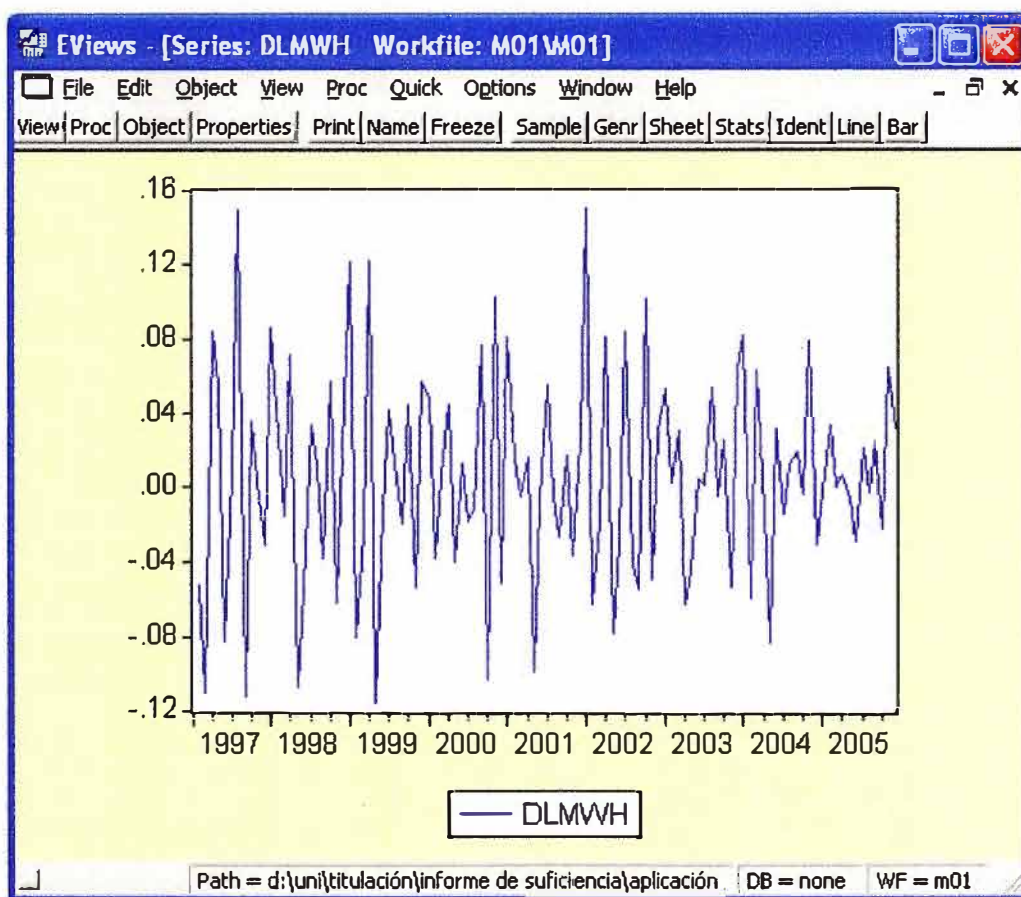 EViews - [Series: DLMWH Workfile: M01\M01]
File Edit Object View Proc Quick Options Window Help
View Proc Object Properties Print Name Freeze Sample Genr Sheet Stats Ident Line Bar
.16
.12
.08
.04
.00
-.04
-.08
-.12
1997 1998 1999 2000 2001 2002 2003 2004 2005
DLMWH
Path = d:\uni\titulación\informe de suficiencia\aplicación DB = none WF = m01